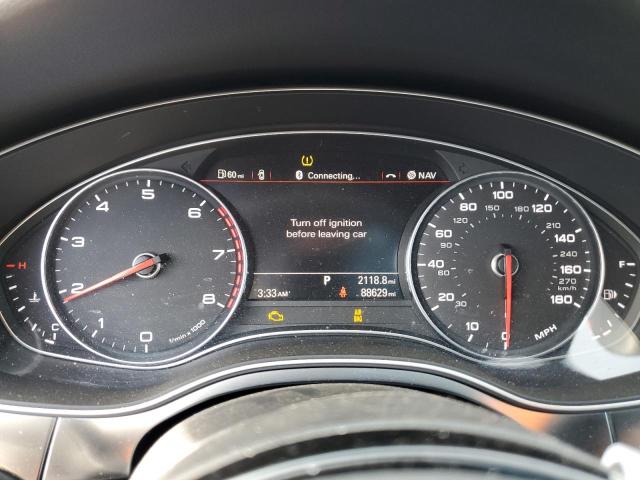 60 mi
Connecting...
NAV
Turn off ignition
before leaving car
P 2118.8 mi
3:33 AM 88629 mi
AIR
BAG
0 1 2 3 4 5 6 7 8
f/min x 1000
H
C
0 10 20 40 60 80 100 120 140 160 180
30 60 90 120 150 160 210 240 270
km/h
MPH
F